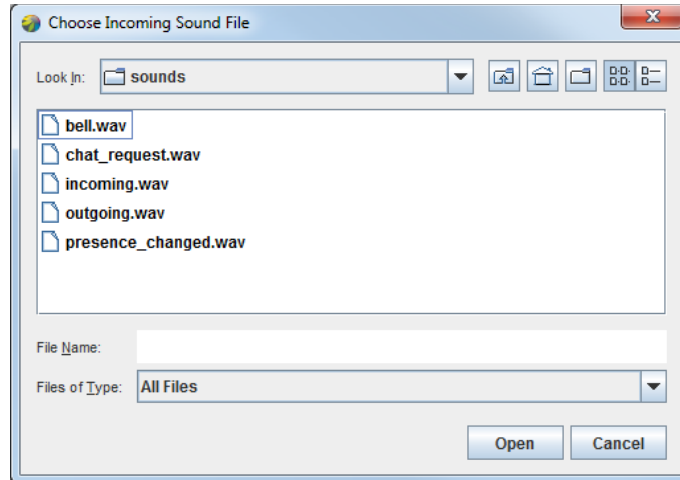 Choose Incoming Sound File
Look In: sounds
bell.wav
chat_request.wav
incoming.wav
outgoing.wav
presence_changed.wav
File Name:
Files of Type: All Files
Open Cancel